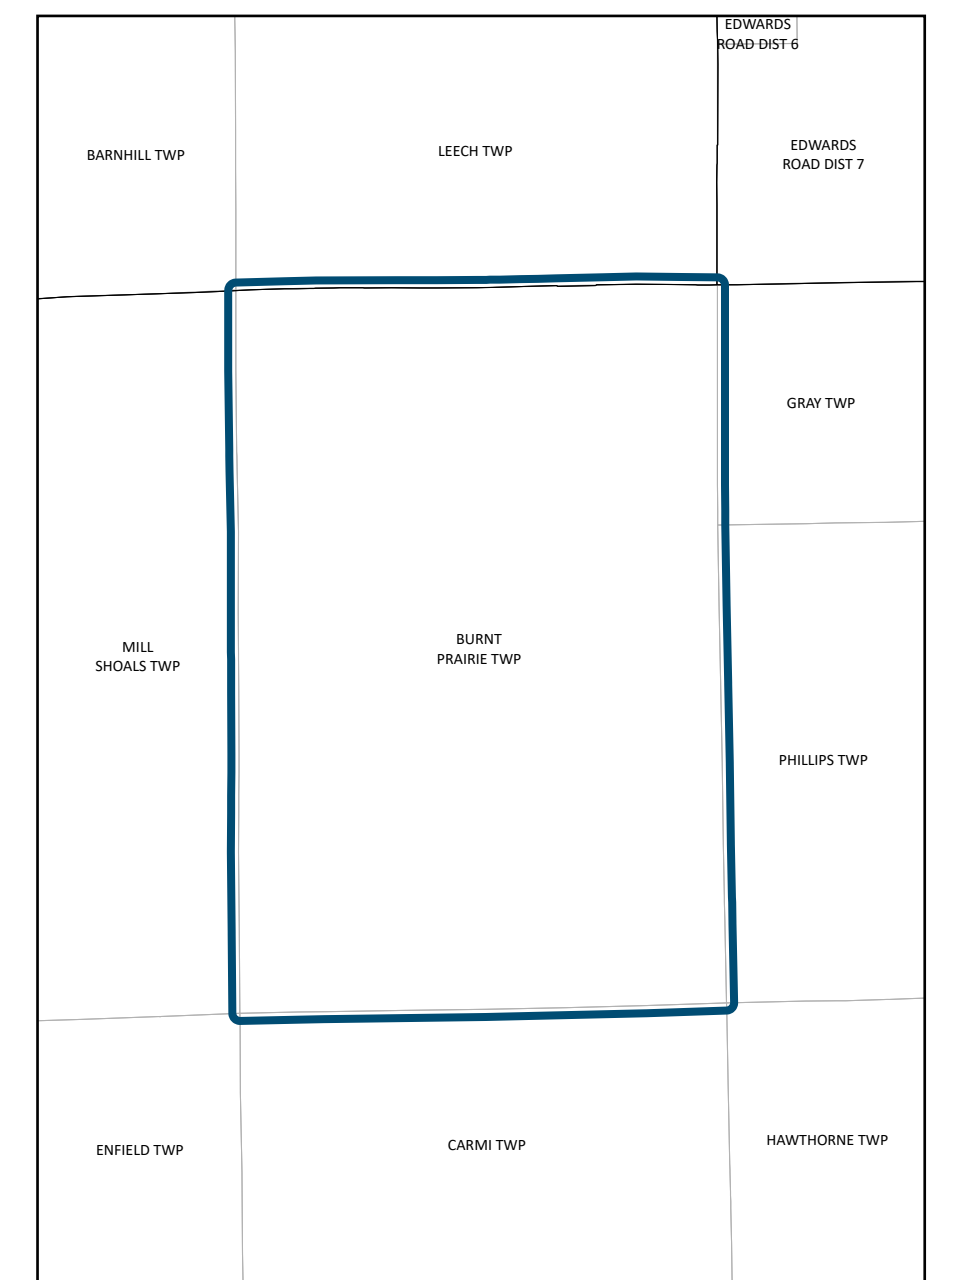 EDWARDS
ROAD DIST 6
BARNHILL TWP
LEECH TWP
EDWARDS
ROAD DIST 7
GRAY TWP
MILL
SHOALS TWP
BURNT
PRAIRIE TWP
PHILLIPS TWP
ENFIELD TWP
CARMI TWP
HAWTHORNE TWP